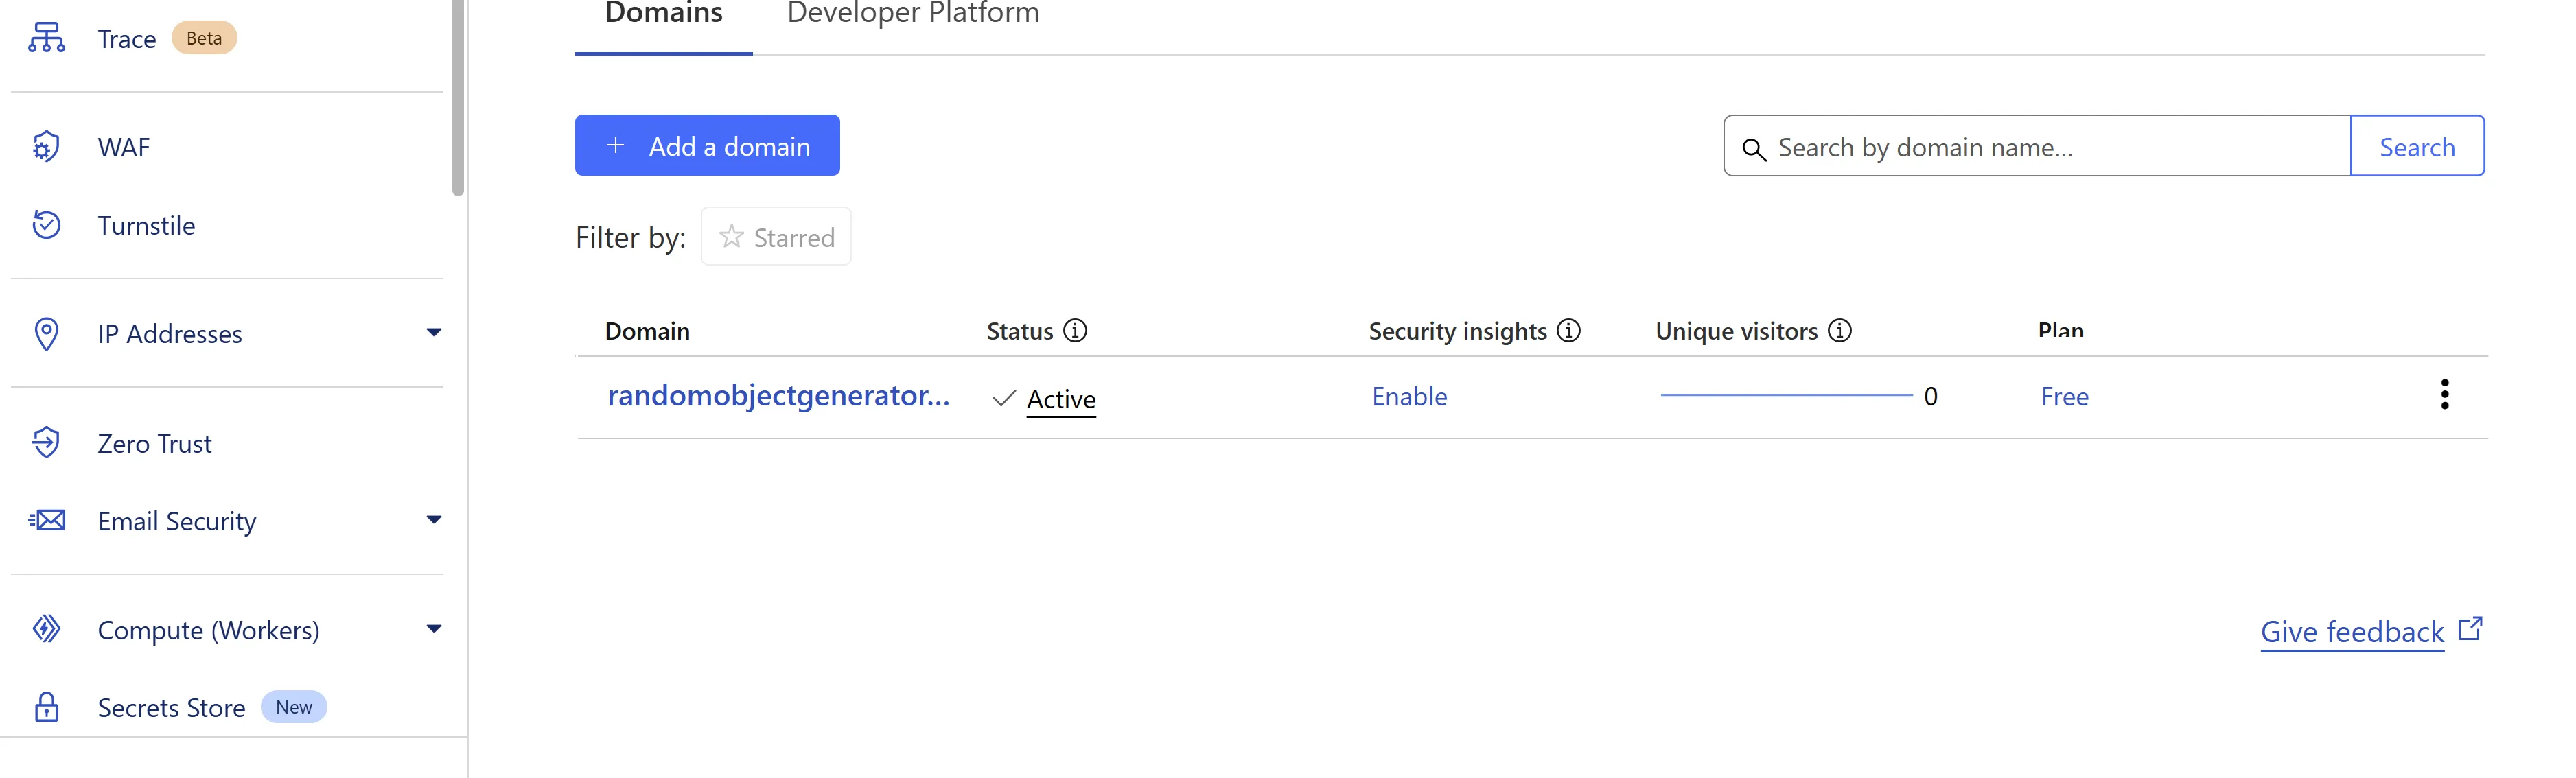 Trace Beta
WAF
Turnstile
IP Addresses
Zero Trust
Email Security
Compute (Workers)
Secrets Store New
Domains Developer Platform
+ Add a domain
Search by domain name...
Search
Filter by: Starred
Domain Status Security insights Unique visitors Plan
randomobjectgenerator... Active Enable 0 Free
Give feedback